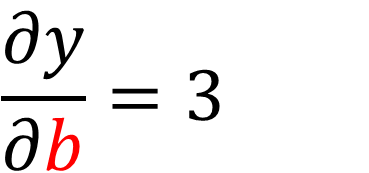 ∂y
∂b = 3